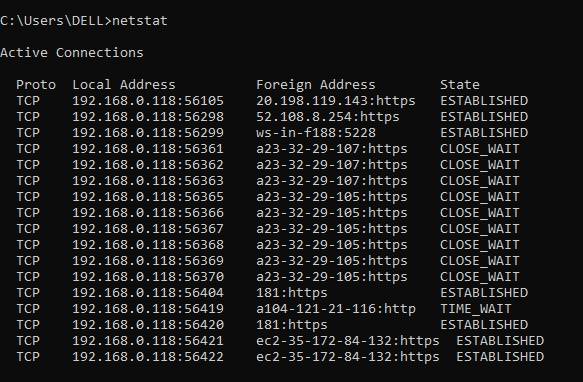 C:\Users\DELL>netstat
Active Connections
Proto  Local Address          Foreign Address        State
TCP    192.168.0.118:56105    20.198.119.143:https   ESTABLISHED
TCP    192.168.0.118:56298    52.108.8.254:https     ESTABLISHED
TCP    192.168.0.118:56299    ws-in-f188:5228        ESTABLISHED
TCP    192.168.0.118:56361    a23-32-29-107:https    CLOSE_WAIT
TCP    192.168.0.118:56362    a23-32-29-107:https    CLOSE_WAIT
TCP    192.168.0.118:56363    a23-32-29-107:https    CLOSE_WAIT
TCP    192.168.0.118:56365    a23-32-29-105:https    CLOSE_WAIT
TCP    192.168.0.118:56366    a23-32-29-105:https    CLOSE_WAIT
TCP    192.168.0.118:56367    a23-32-29-105:https    CLOSE_WAIT
TCP    192.168.0.118:56368    a23-32-29-105:https    CLOSE_WAIT
TCP    192.168.0.118:56369    a23-32-29-105:https    CLOSE_WAIT
TCP    192.168.0.118:56370    a23-32-29-105:https    CLOSE_WAIT
TCP    192.168.0.118:56404    181:https              ESTABLISHED
TCP    192.168.0.118:56419    a104-121-21-116:http   TIME_WAIT
TCP    192.168.0.118:56420    181:https              ESTABLISHED
TCP    192.168.0.118:56421    ec2-35-172-84-132:https  ESTABLISHED
TCP    192.168.0.118:56422    ec2-35-172-84-132:https  ESTABLISHED